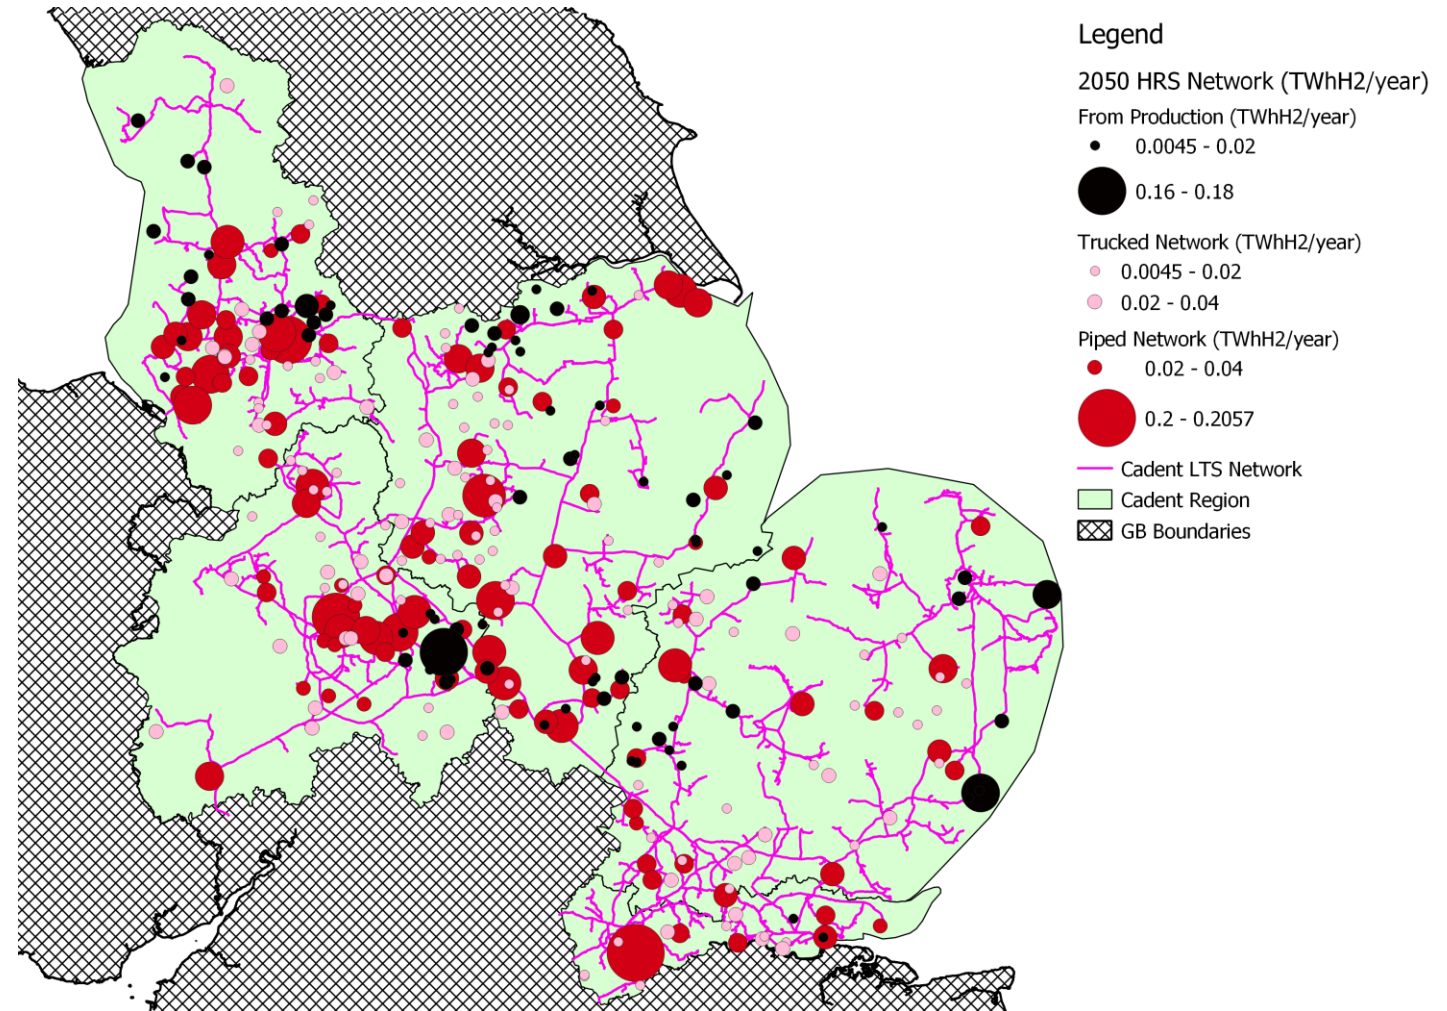 Legend
2050 HRS Network (TWhH2/year)
From Production (TWhH2/year)
0.0045 - 0.02
0.16 - 0.18
Trucked Network (TWhH2/year)
0.0045 - 0.02
0.02 - 0.04
Piped Network (TWhH2/year)
0.02 - 0.04
0.2 - 0.2057
Cadent LTS Network
Cadent Region
GB Boundaries